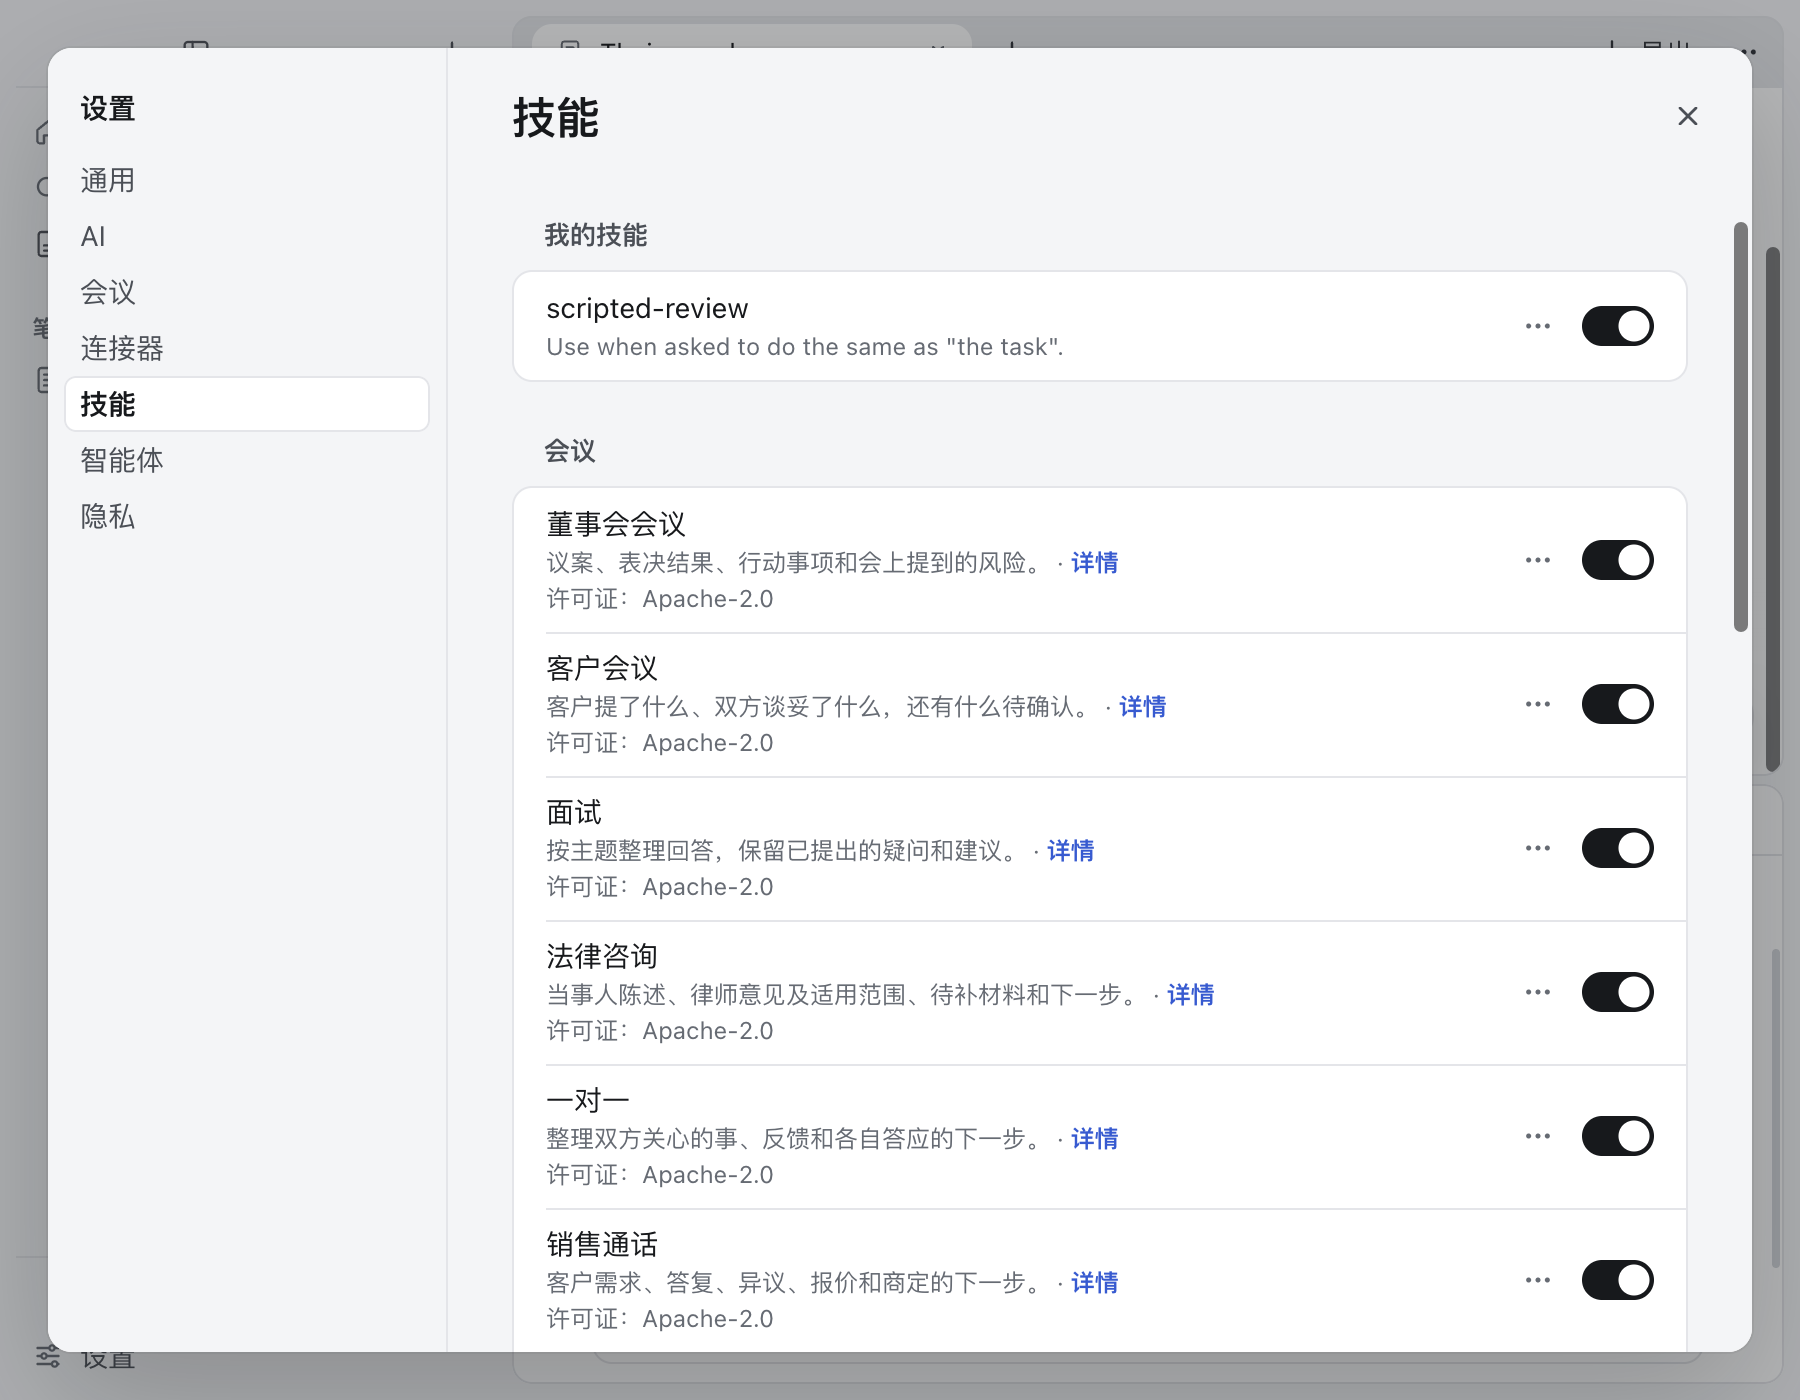 设置
通用
AI
会议
连接器
技能
智能体
隐私
技能
我的技能
scripted-review
Use when asked to do the same as "the task".
会议
董事会会议
议案、表决结果、行动事项和会上提到的风险。 · 详情
许可证：Apache-2.0
客户会议
客户提了什么、双方谈妥了什么，还有什么待确认。 · 详情
许可证：Apache-2.0
面试
按主题整理回答，保留已提出的疑问和建议。 · 详情
许可证：Apache-2.0
法律咨询
当事人陈述、律师意见及适用范围、待补材料和下一步。 · 详情
许可证：Apache-2.0
一对一
整理双方关心的事、反馈和各自答应的下一步。 · 详情
许可证：Apache-2.0
销售通话
客户需求、答复、异议、报价和商定的下一步。 · 详情
许可证：Apache-2.0
设置